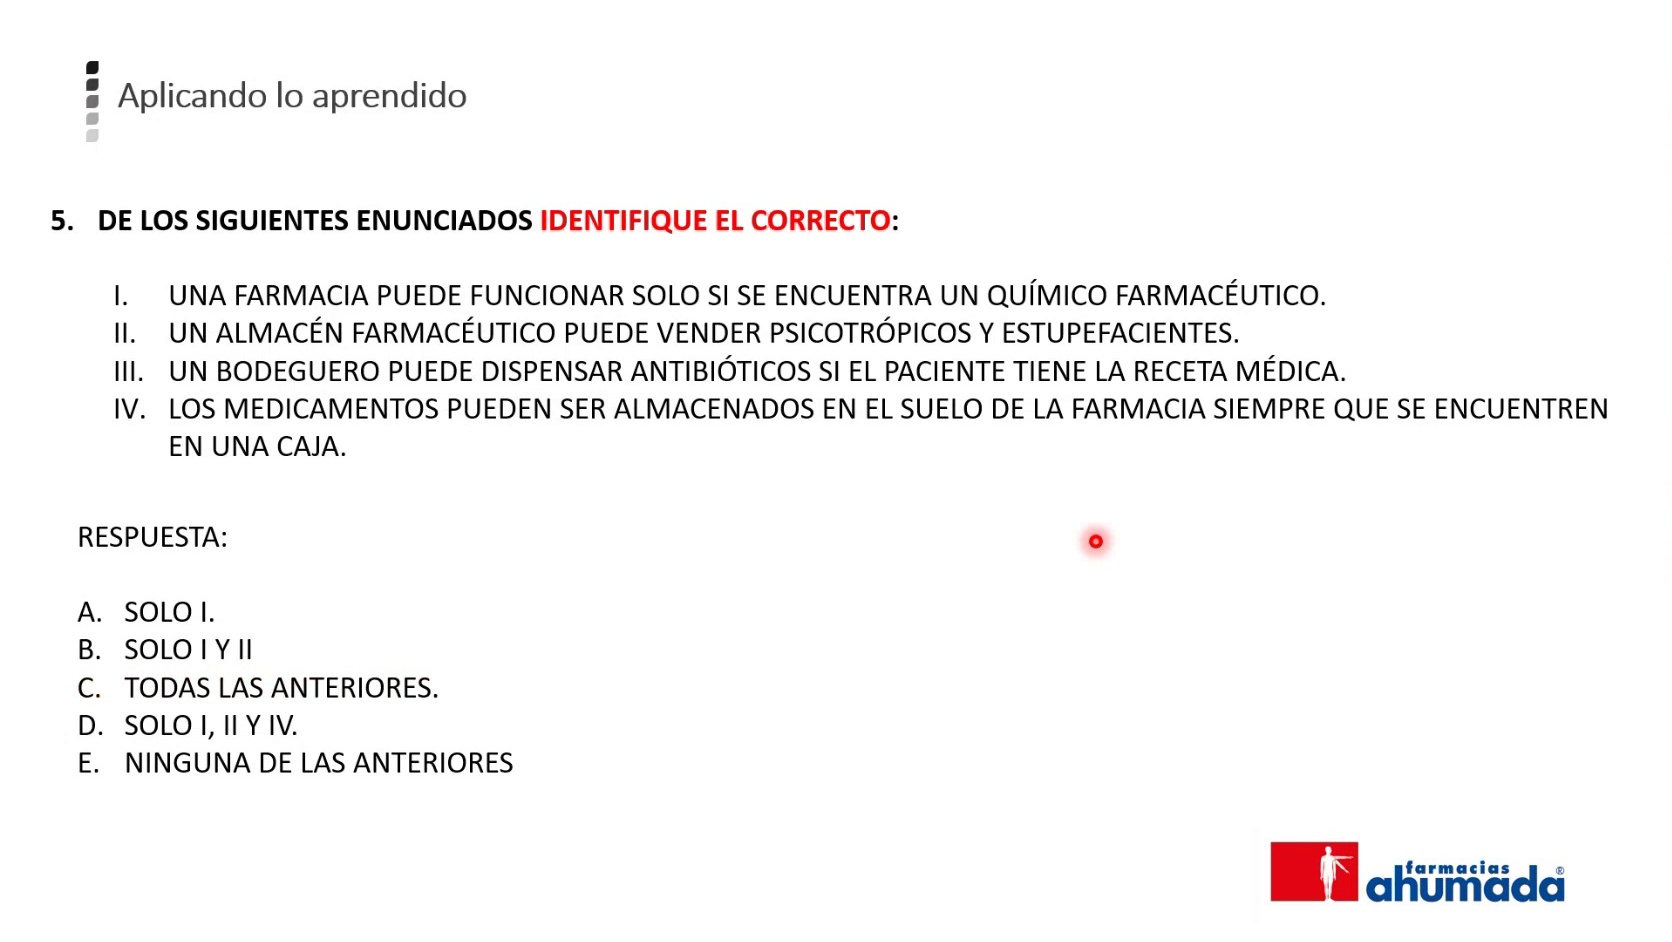 Aplicando lo aprendido
5. DE LOS SIGUIENTES ENUNCIADOS IDENTIFIQUE EL CORRECTO:
I. UNA FARMACIA PUEDE FUNCIONAR SOLO SI SE ENCUENTRA UN QUÍMICO FARMACÉUTICO.
II. UN ALMACÉN FARMACÉUTICO PUEDE VENDER PSICOTRÓPICOS Y ESTUPEFACIENTES.
III. UN BODEGUERO PUEDE DISPENSAR ANTIBIÓTICOS SI EL PACIENTE TIENE LA RECETA MÉDICA.
IV. LOS MEDICAMENTOS PUEDEN SER ALMACENADOS EN EL SUELO DE LA FARMACIA SIEMPRE QUE SE ENCUENTREN
EN UNA CAJA.
RESPUESTA:
A. SOLO I.
B. SOLO I Y II
C. TODAS LAS ANTERIORES.
D. SOLO I, II Y IV.
E. NINGUNA DE LAS ANTERIORES
farmacias
ahumada®